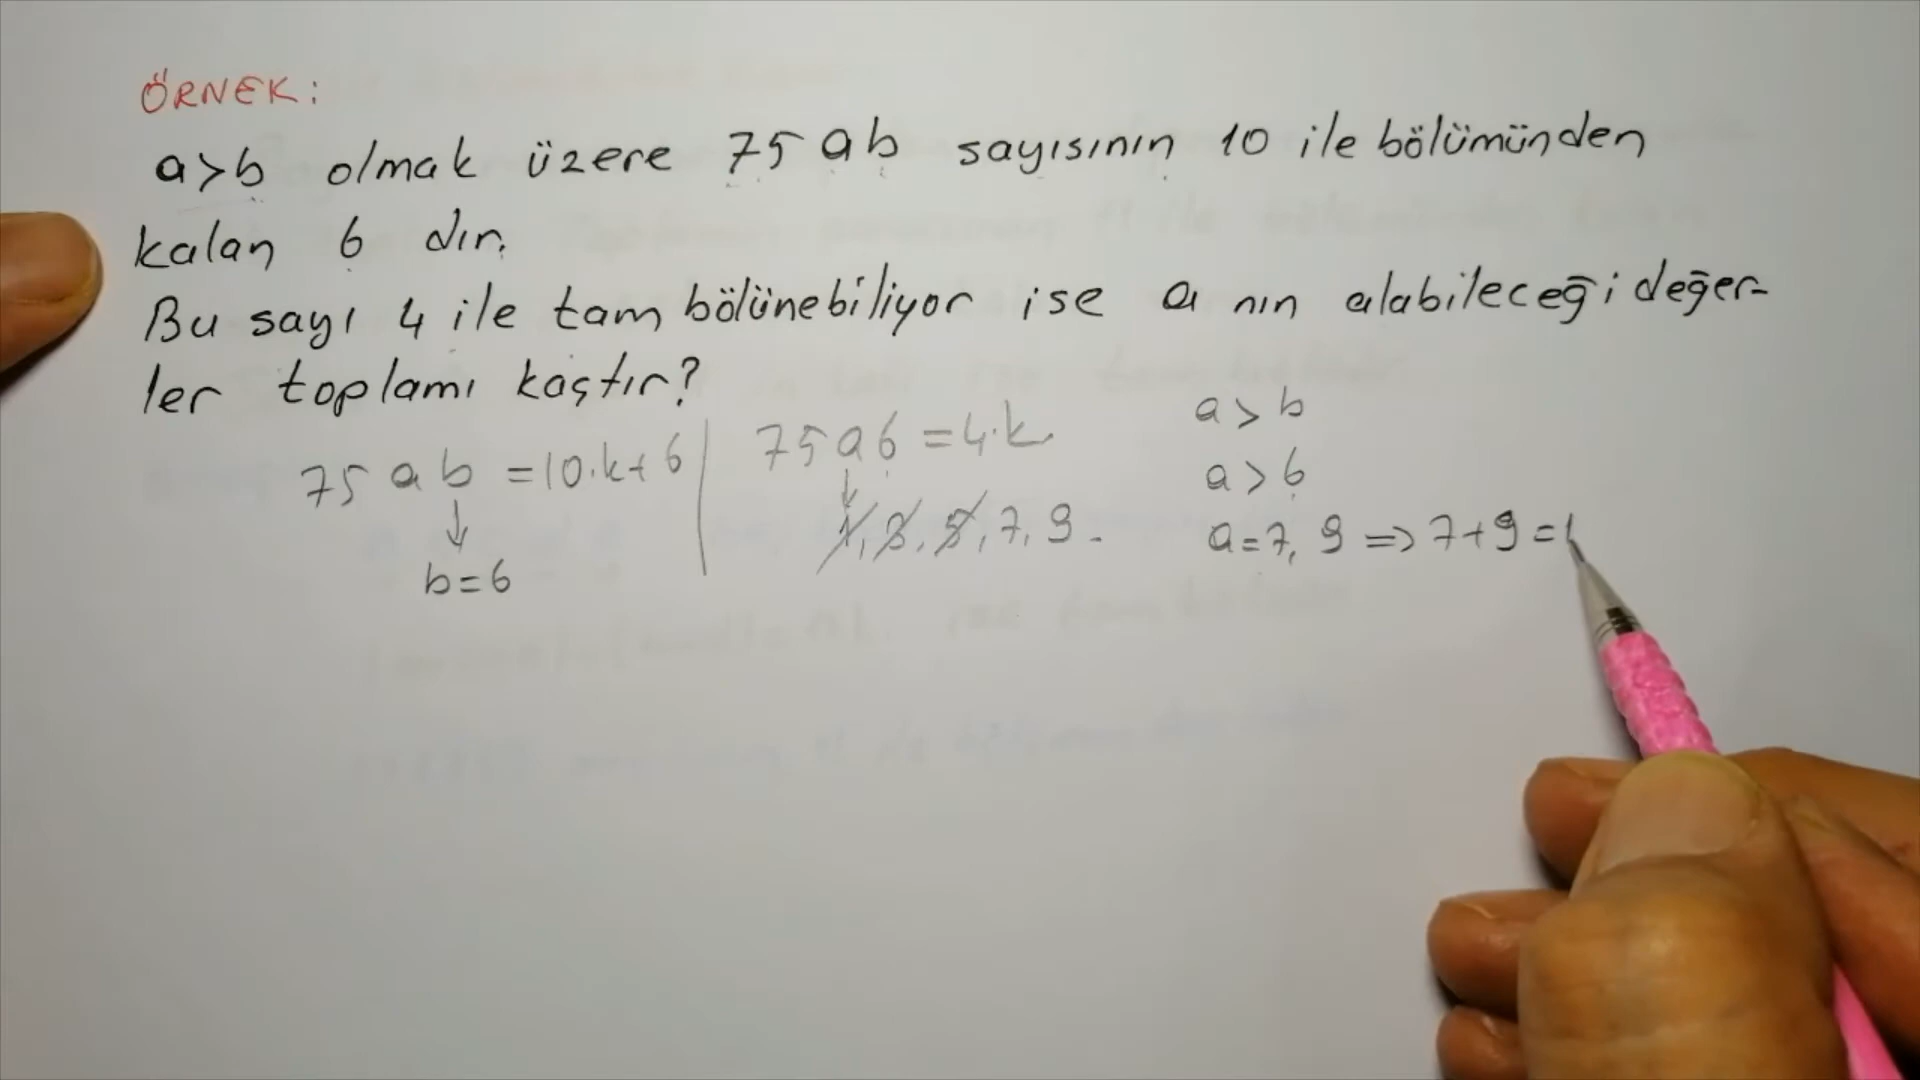 ÖRNEK:
a>b olmak üzere 75ab sayısının 10 ile bölümünden
kalan 6 dır.
Bu sayı 4 ile tam bölünebiliyor ise a nın alabileceği değer-
ler toplamı kaçtır?
75ab =10.k+6
b=6
75a6 =4.k
1, 3, 5, 7, 9.
a>b
a>6
a=7, 9 => 7+9=1